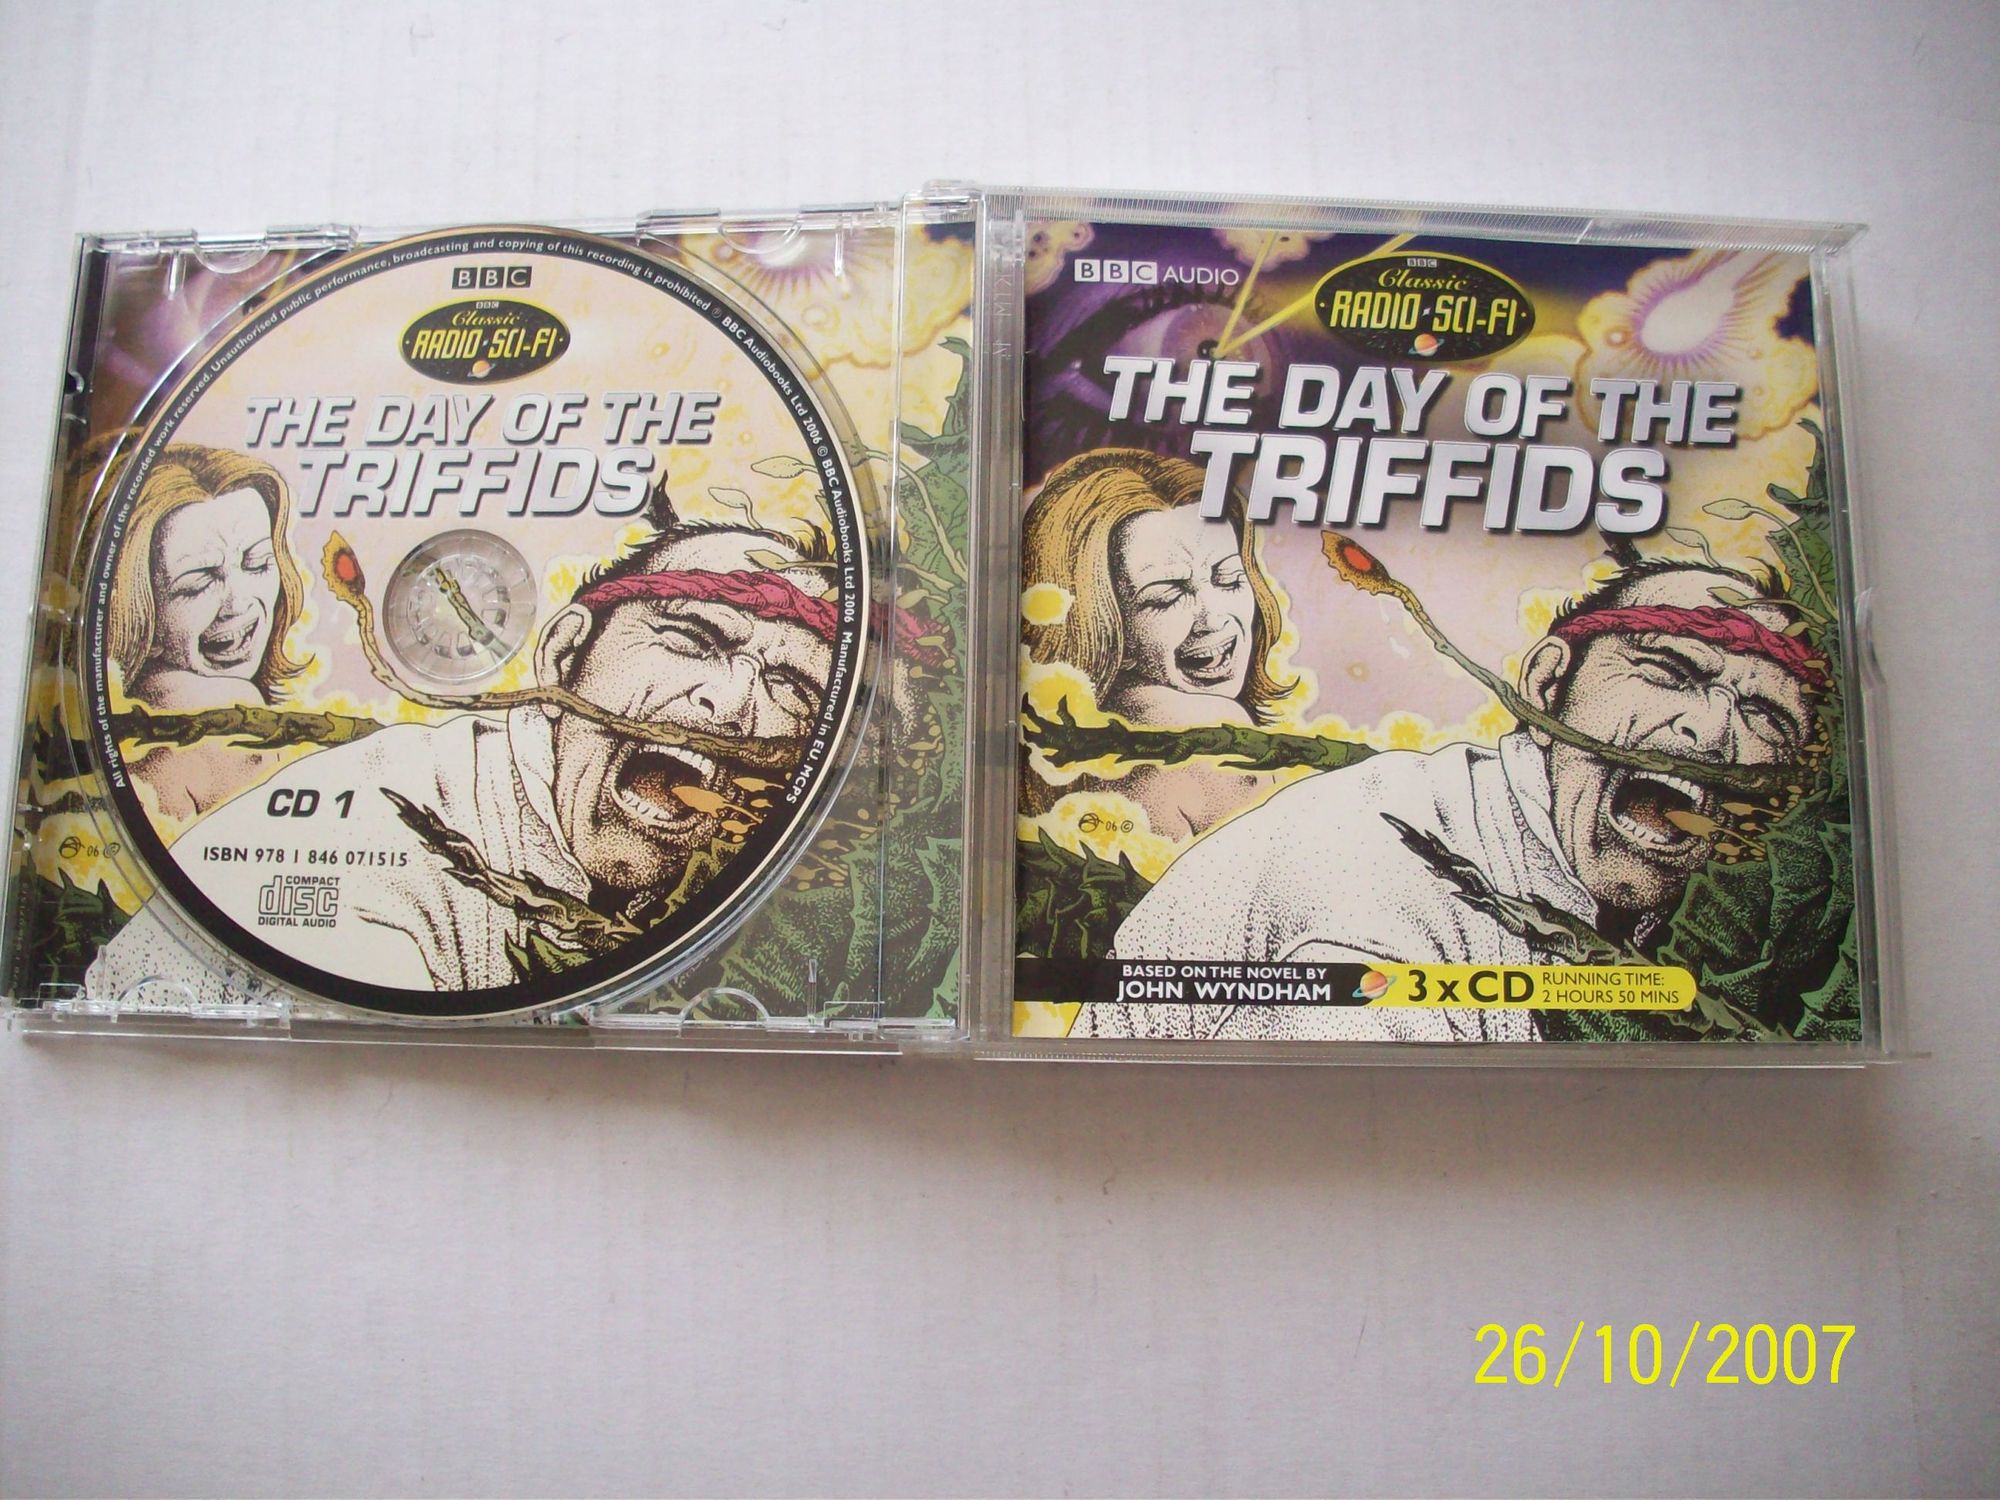 BBC
BBC
Classic
RADIO SCI-FI
THE DAY OF THE
TRIFFIDS
CD 1
ISBN 978 1 846 071515
COMPACT
disc
DIGITAL AUDIO
All rights of the manufacturer and owner of the recorded work reserved. Unauthorised public performance, broadcasting and copying of this recording is prohibited ℗ BBC Audiobooks Ltd 2006 © BBC Audiobooks Ltd 2006 Manufactured in EU MCPS
06 ©
BBC AUDIO
BBC
Classic
RADIO SCI-FI
THE DAY OF THE
TRIFFIDS
06 ©
BASED ON THE NOVEL BY
JOHN WYNDHAM
3 x CD
RUNNING TIME:
2 HOURS 50 MINS
26/10/2007